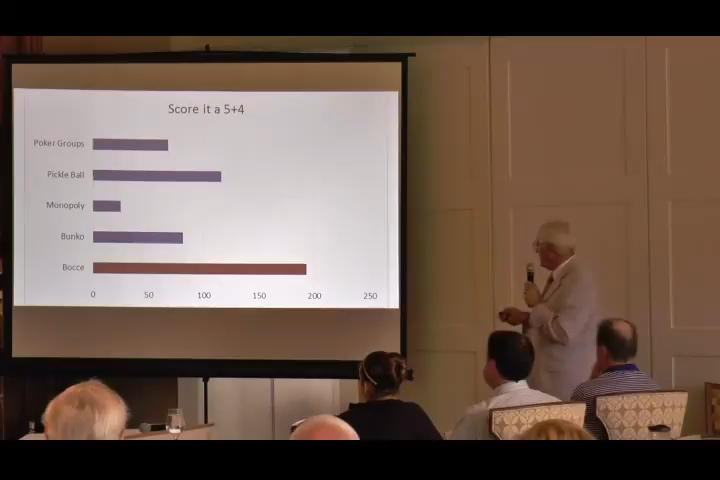 Score it a 5+4
Poker Groups
Pickle Ball
Monopoly
Bunko
Bocce
0 50 100 150 200 250